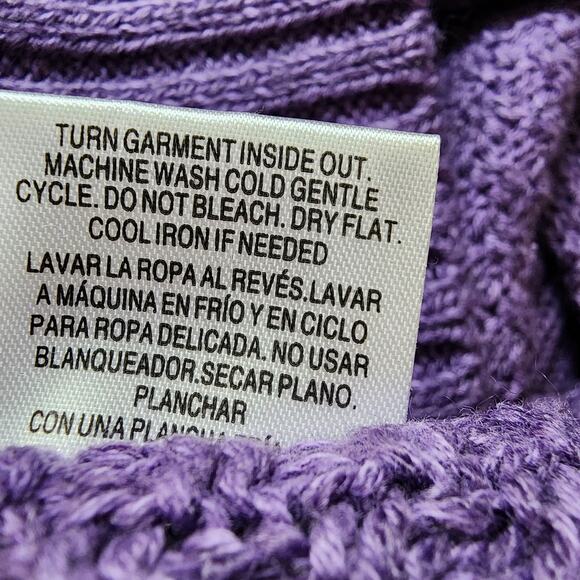 TURN GARMENT INSIDE OUT.
MACHINE WASH COLD GENTLE
CYCLE. DO NOT BLEACH. DRY FLAT.
COOL IRON IF NEEDED
LAVAR LA ROPA AL REVÉS.LAVAR
A MÁQUINA EN FRÍO Y EN CICLO
PARA ROPA DELICADA. NO USAR
BLANQUEADOR.SECAR PLANO.
PLANCHAR
CON UNA PLANCHA